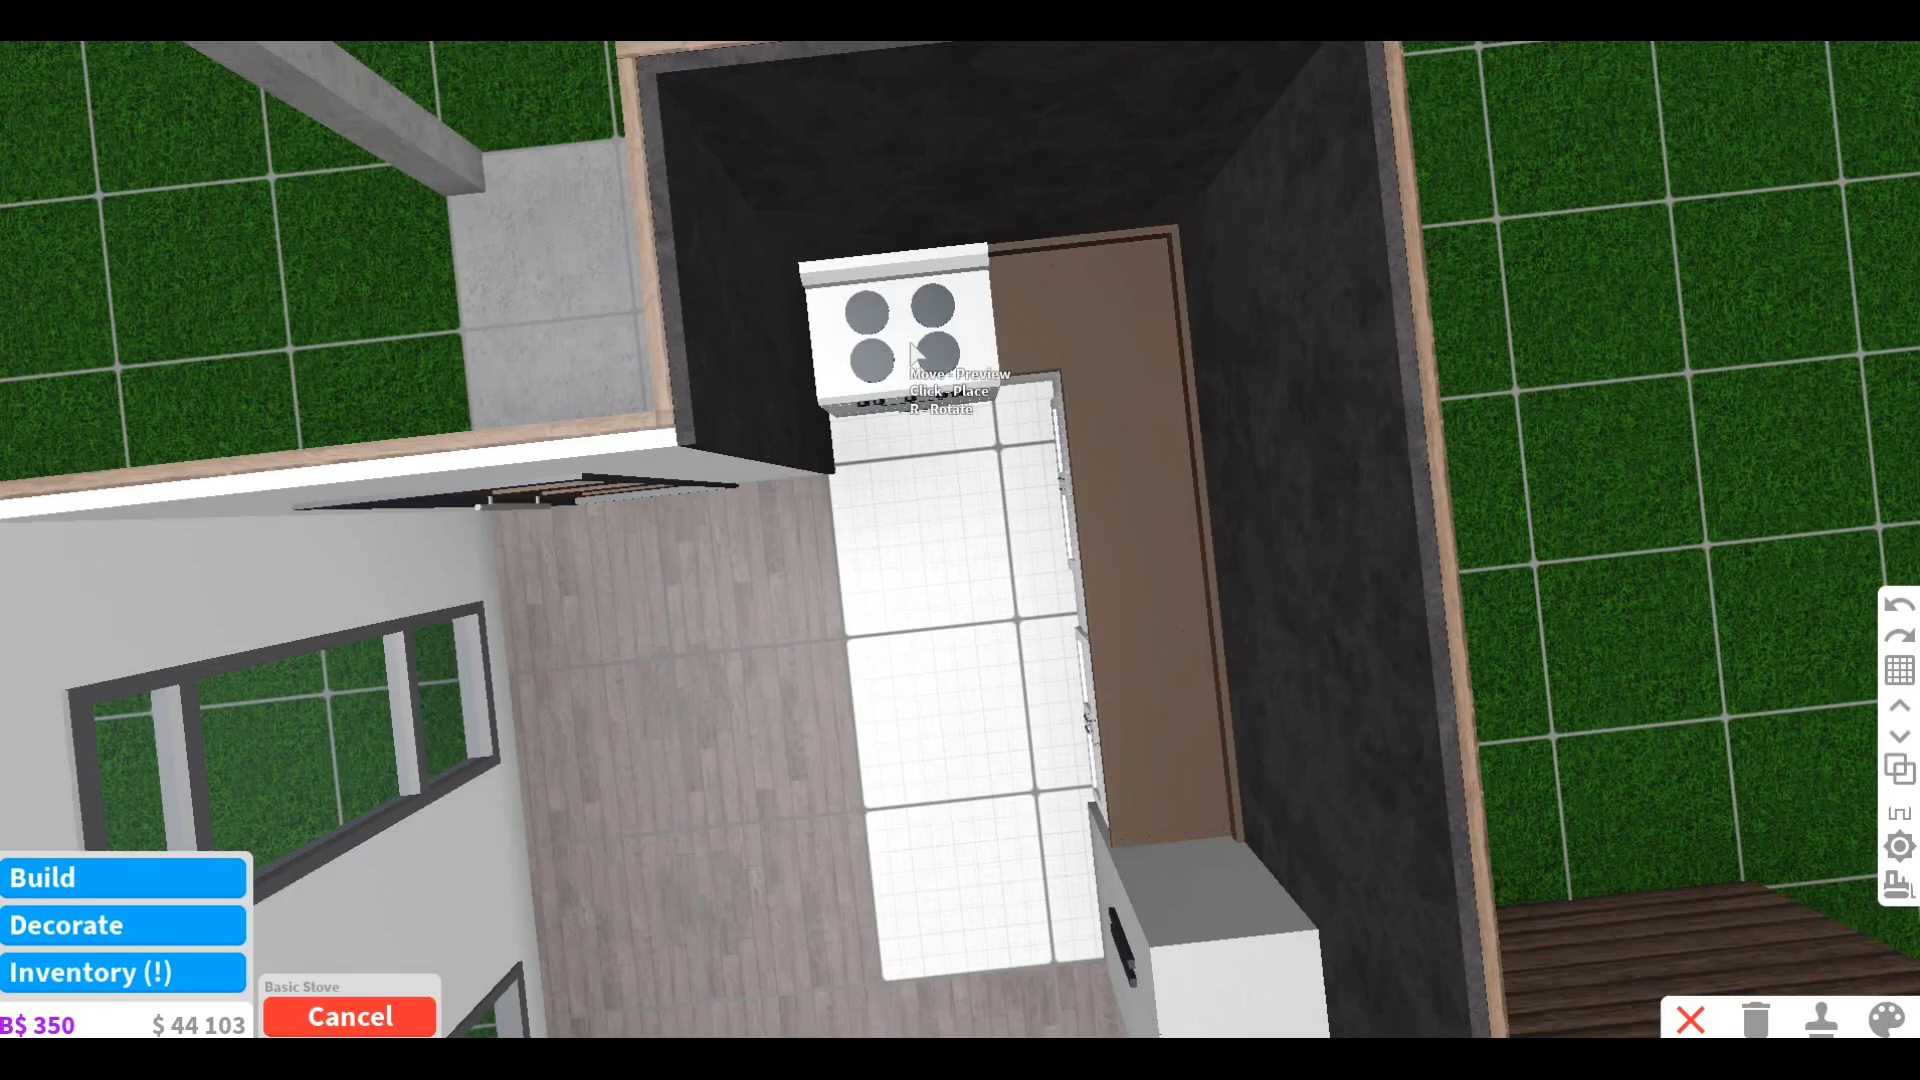 Move - Preview
Click - Place
R - Rotate
Build
Decorate
Inventory (!)
Basic Stove
Cancel
B$ 350
$ 44 103